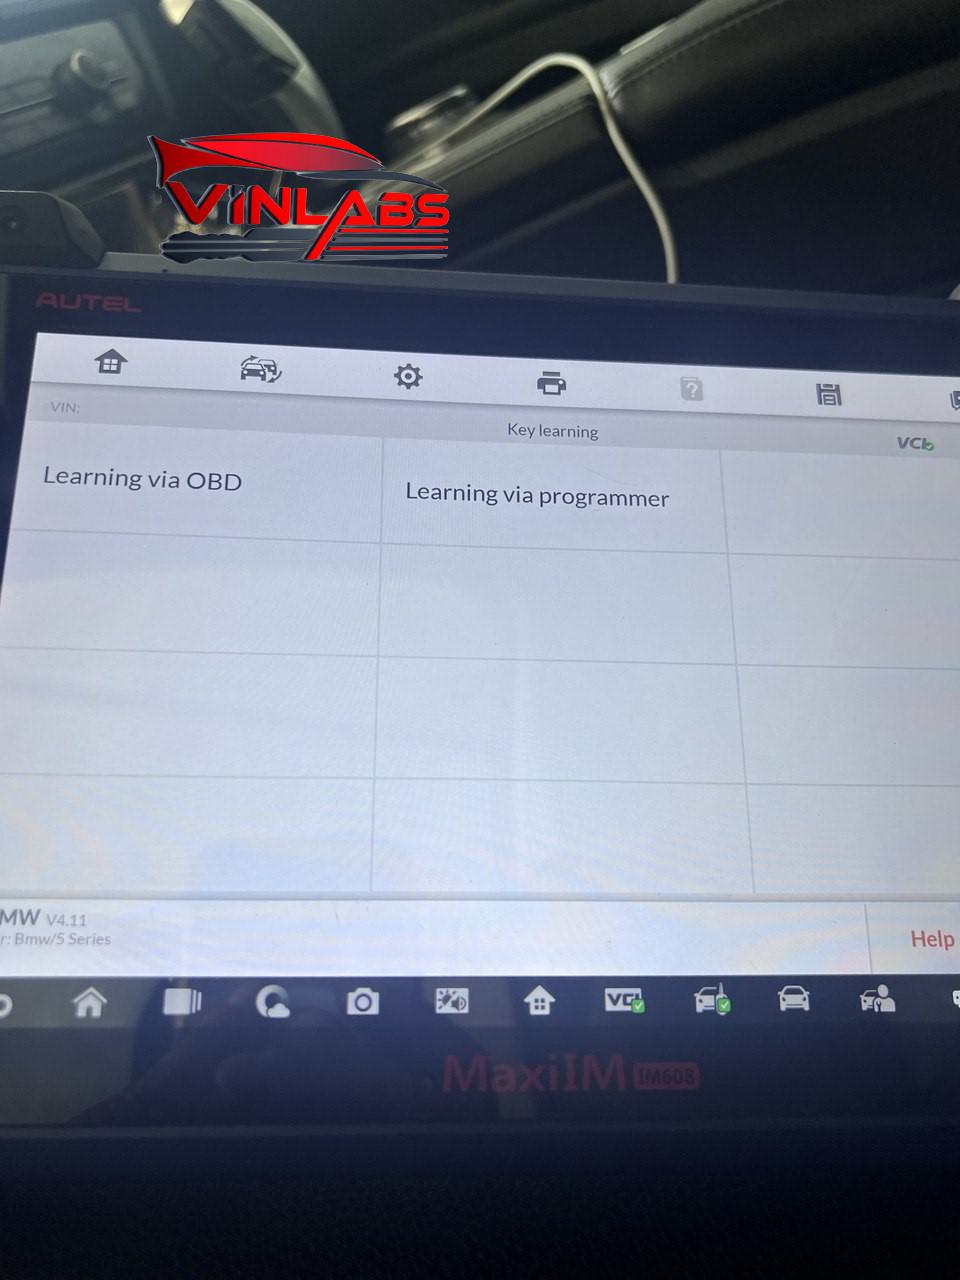 VINLABS
AUTEL
VIN:
Key learning
VCI
Learning via OBD
Learning via programmer
MW V4.11
r: Bmw/5 Series
Help
VCI
MaxiIM IM608